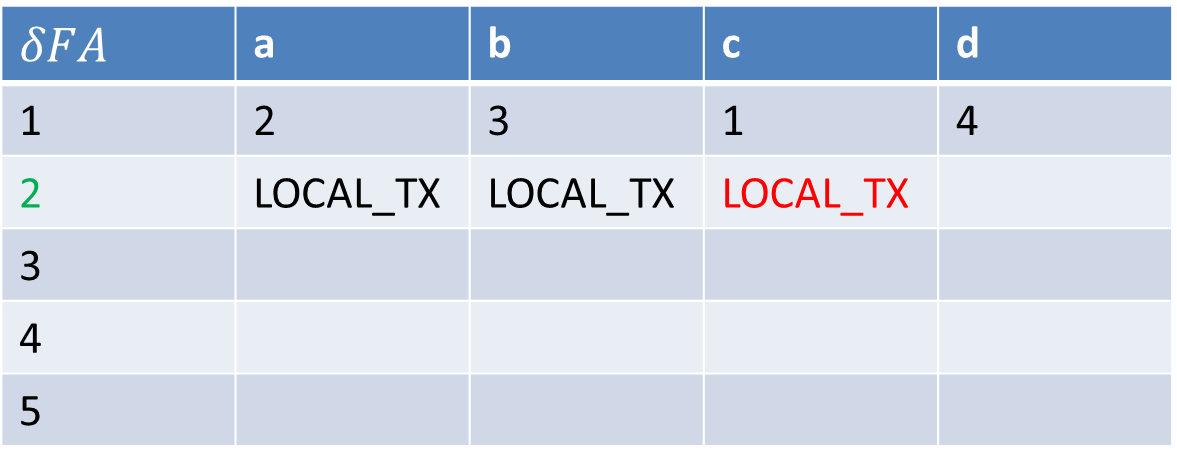 δFA a b c d
1 2 3 1 4
2 LOCAL_TX LOCAL_TX LOCAL_TX
3
4
5